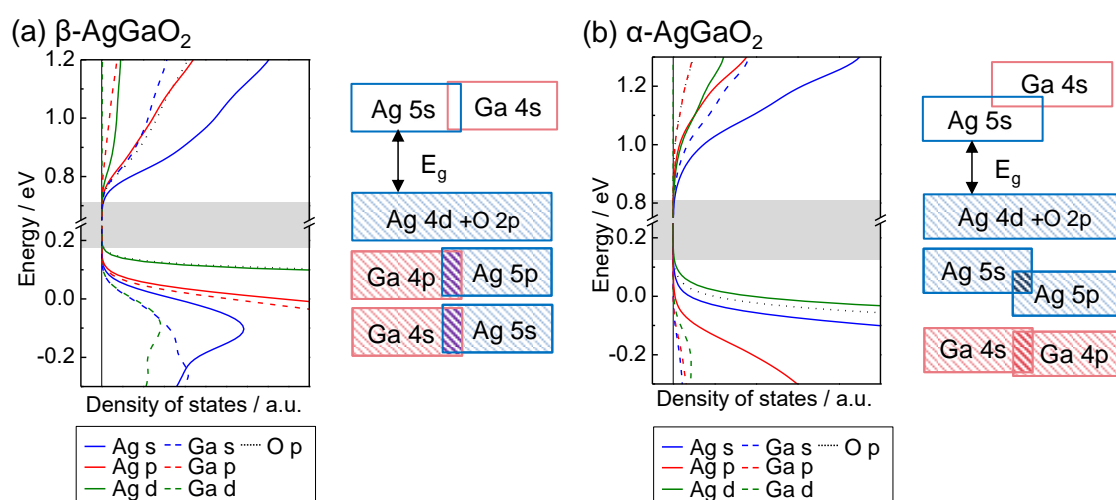 (a) β-AgGaO₂
Energy / eV
1.2
1.0
0.8
0.2
0.0
-0.2
Density of states / a.u.
Ag s Ga s O p
Ag p Ga p
Ag d Ga d
Ag 5s Ga 4s
E_g
Ag 4d +O 2p
Ga 4p Ag 5p
Ga 4s Ag 5s
(b) α-AgGaO₂
Energy / eV
1.2
1.0
0.8
0.2
0.0
-0.2
Density of states / a.u.
Ag s Ga s O p
Ag p Ga p
Ag d Ga d
Ga 4s
Ag 5s
E_g
Ag 4d +O 2p
Ag 5s
Ag 5p
Ga 4s Ga 4p